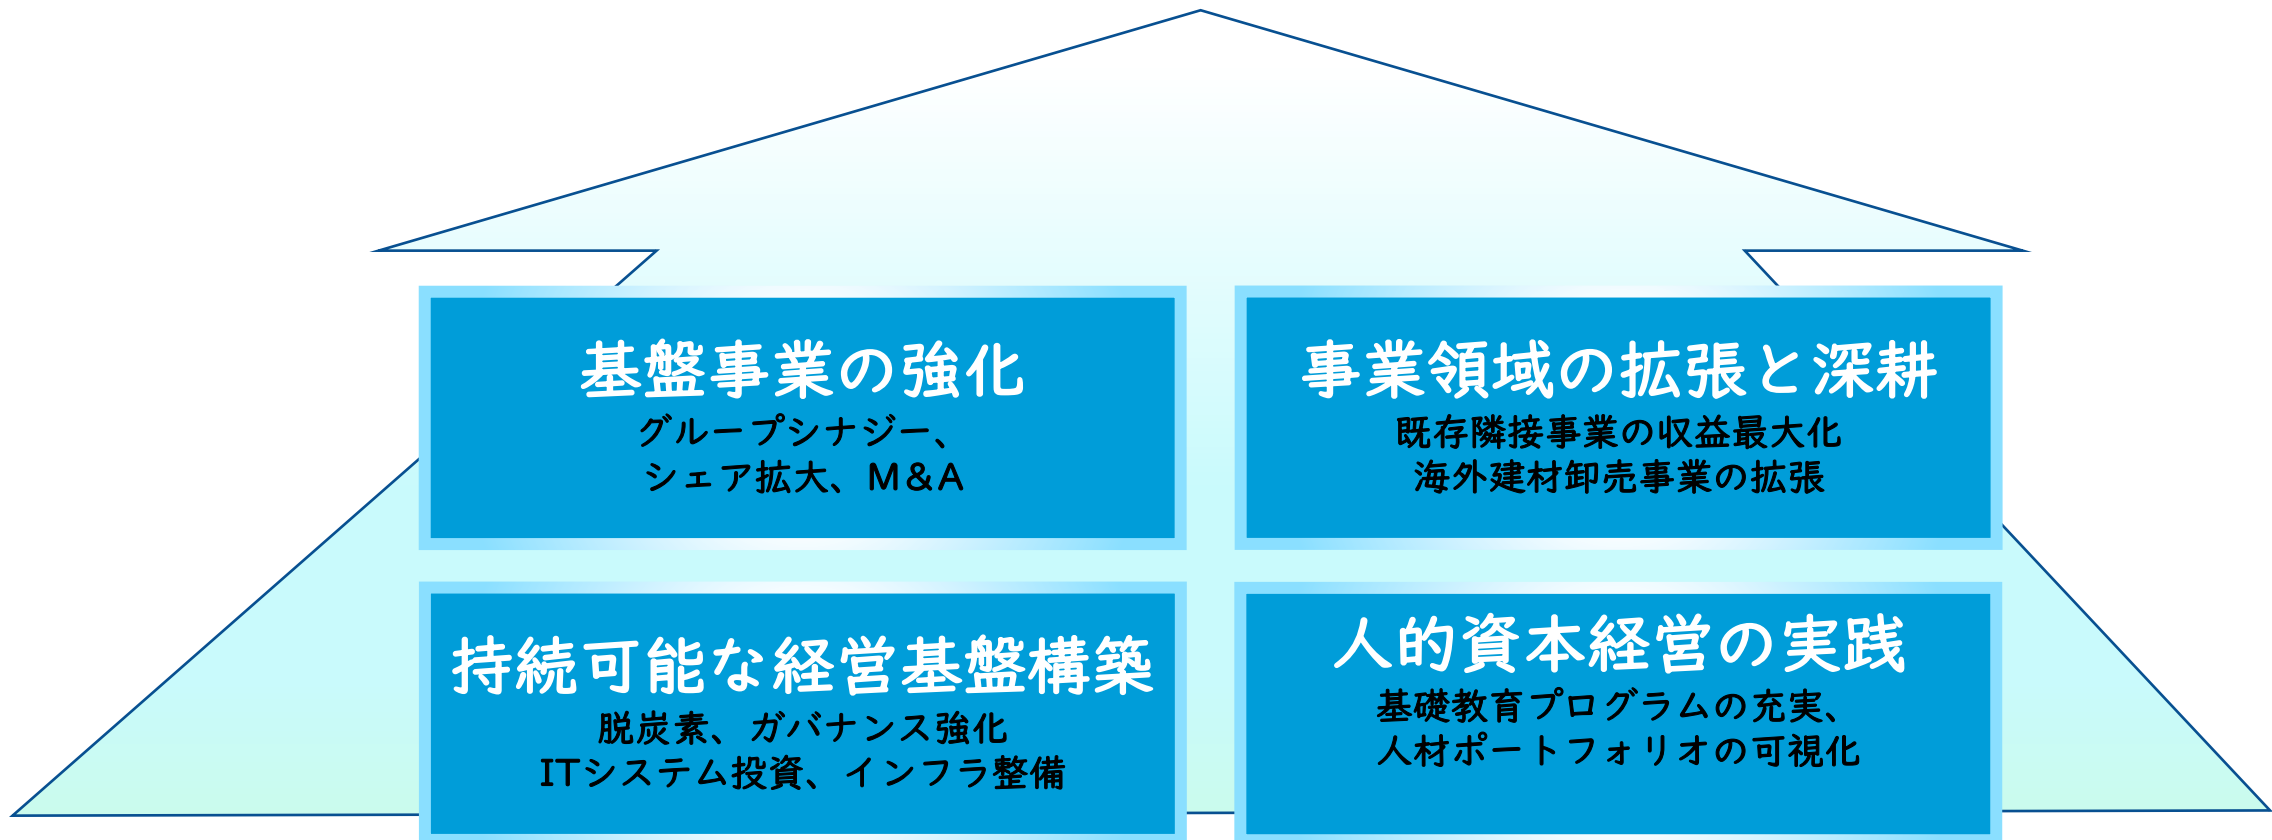 基盤事業の強化
グループシナジー、
シェア拡大、M&A
事業領域の拡張と深耕
既存隣接事業の収益最大化
海外建材卸売事業の拡張
持続可能な経営基盤構築
脱炭素、ガバナンス強化
ITシステム投資、インフラ整備
人的資本経営の実践
基礎教育プログラムの充実、
人材ポートフォリオの可視化